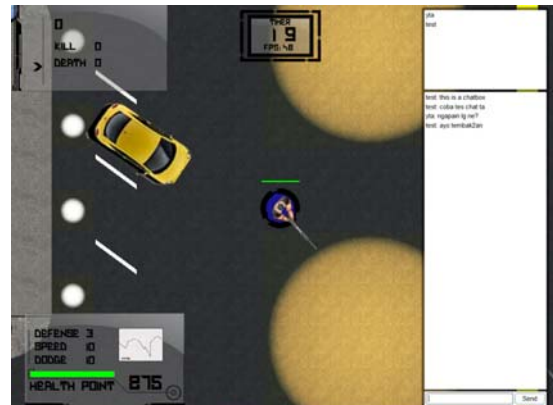 0
KILL 0
DEATH 0
>
TIMER
19
FPS: 48
yta
test
test: this is a chatbox
test: coba tes chat ta
yta: ngapain lg ne?
test: ayo tembak2an
DEFENSE 3
SPEED 10
DODGE 10
HEALTH POINT 875
Send